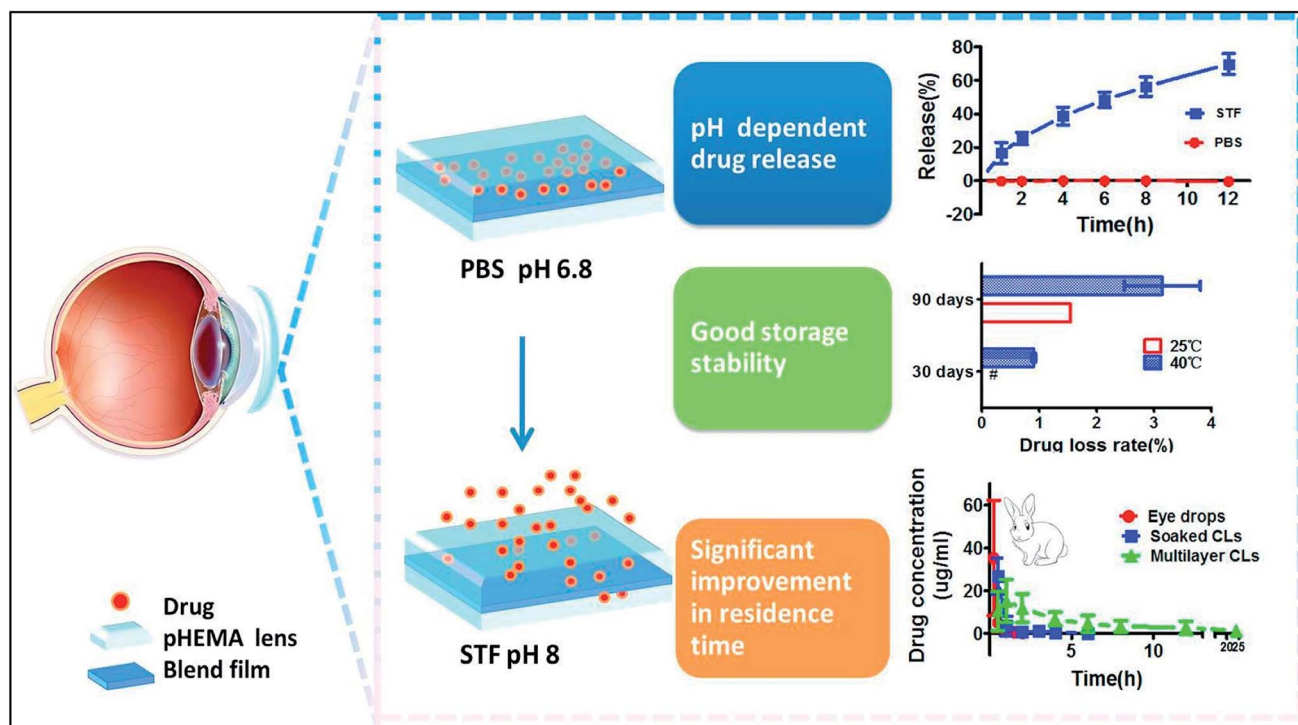 pH dependent
drug release
Release(%)
80
60
40
20
0
-20
2 4 6 8 10 12
Time(h)
STF
PBS
PBS pH 6.8
Good storage
stability
90 days
30 days
#
25℃
40℃
0 1 2 3 4
Drug loss rate(%)
STF pH 8
Significant
improvement
in residence
time
Drug concentration
(ug/ml)
60
40
20
0
5 10 2025
Time(h)
Eye drops
Soaked CLs
Multilayer CLs
Drug
pHEMA lens
Blend film